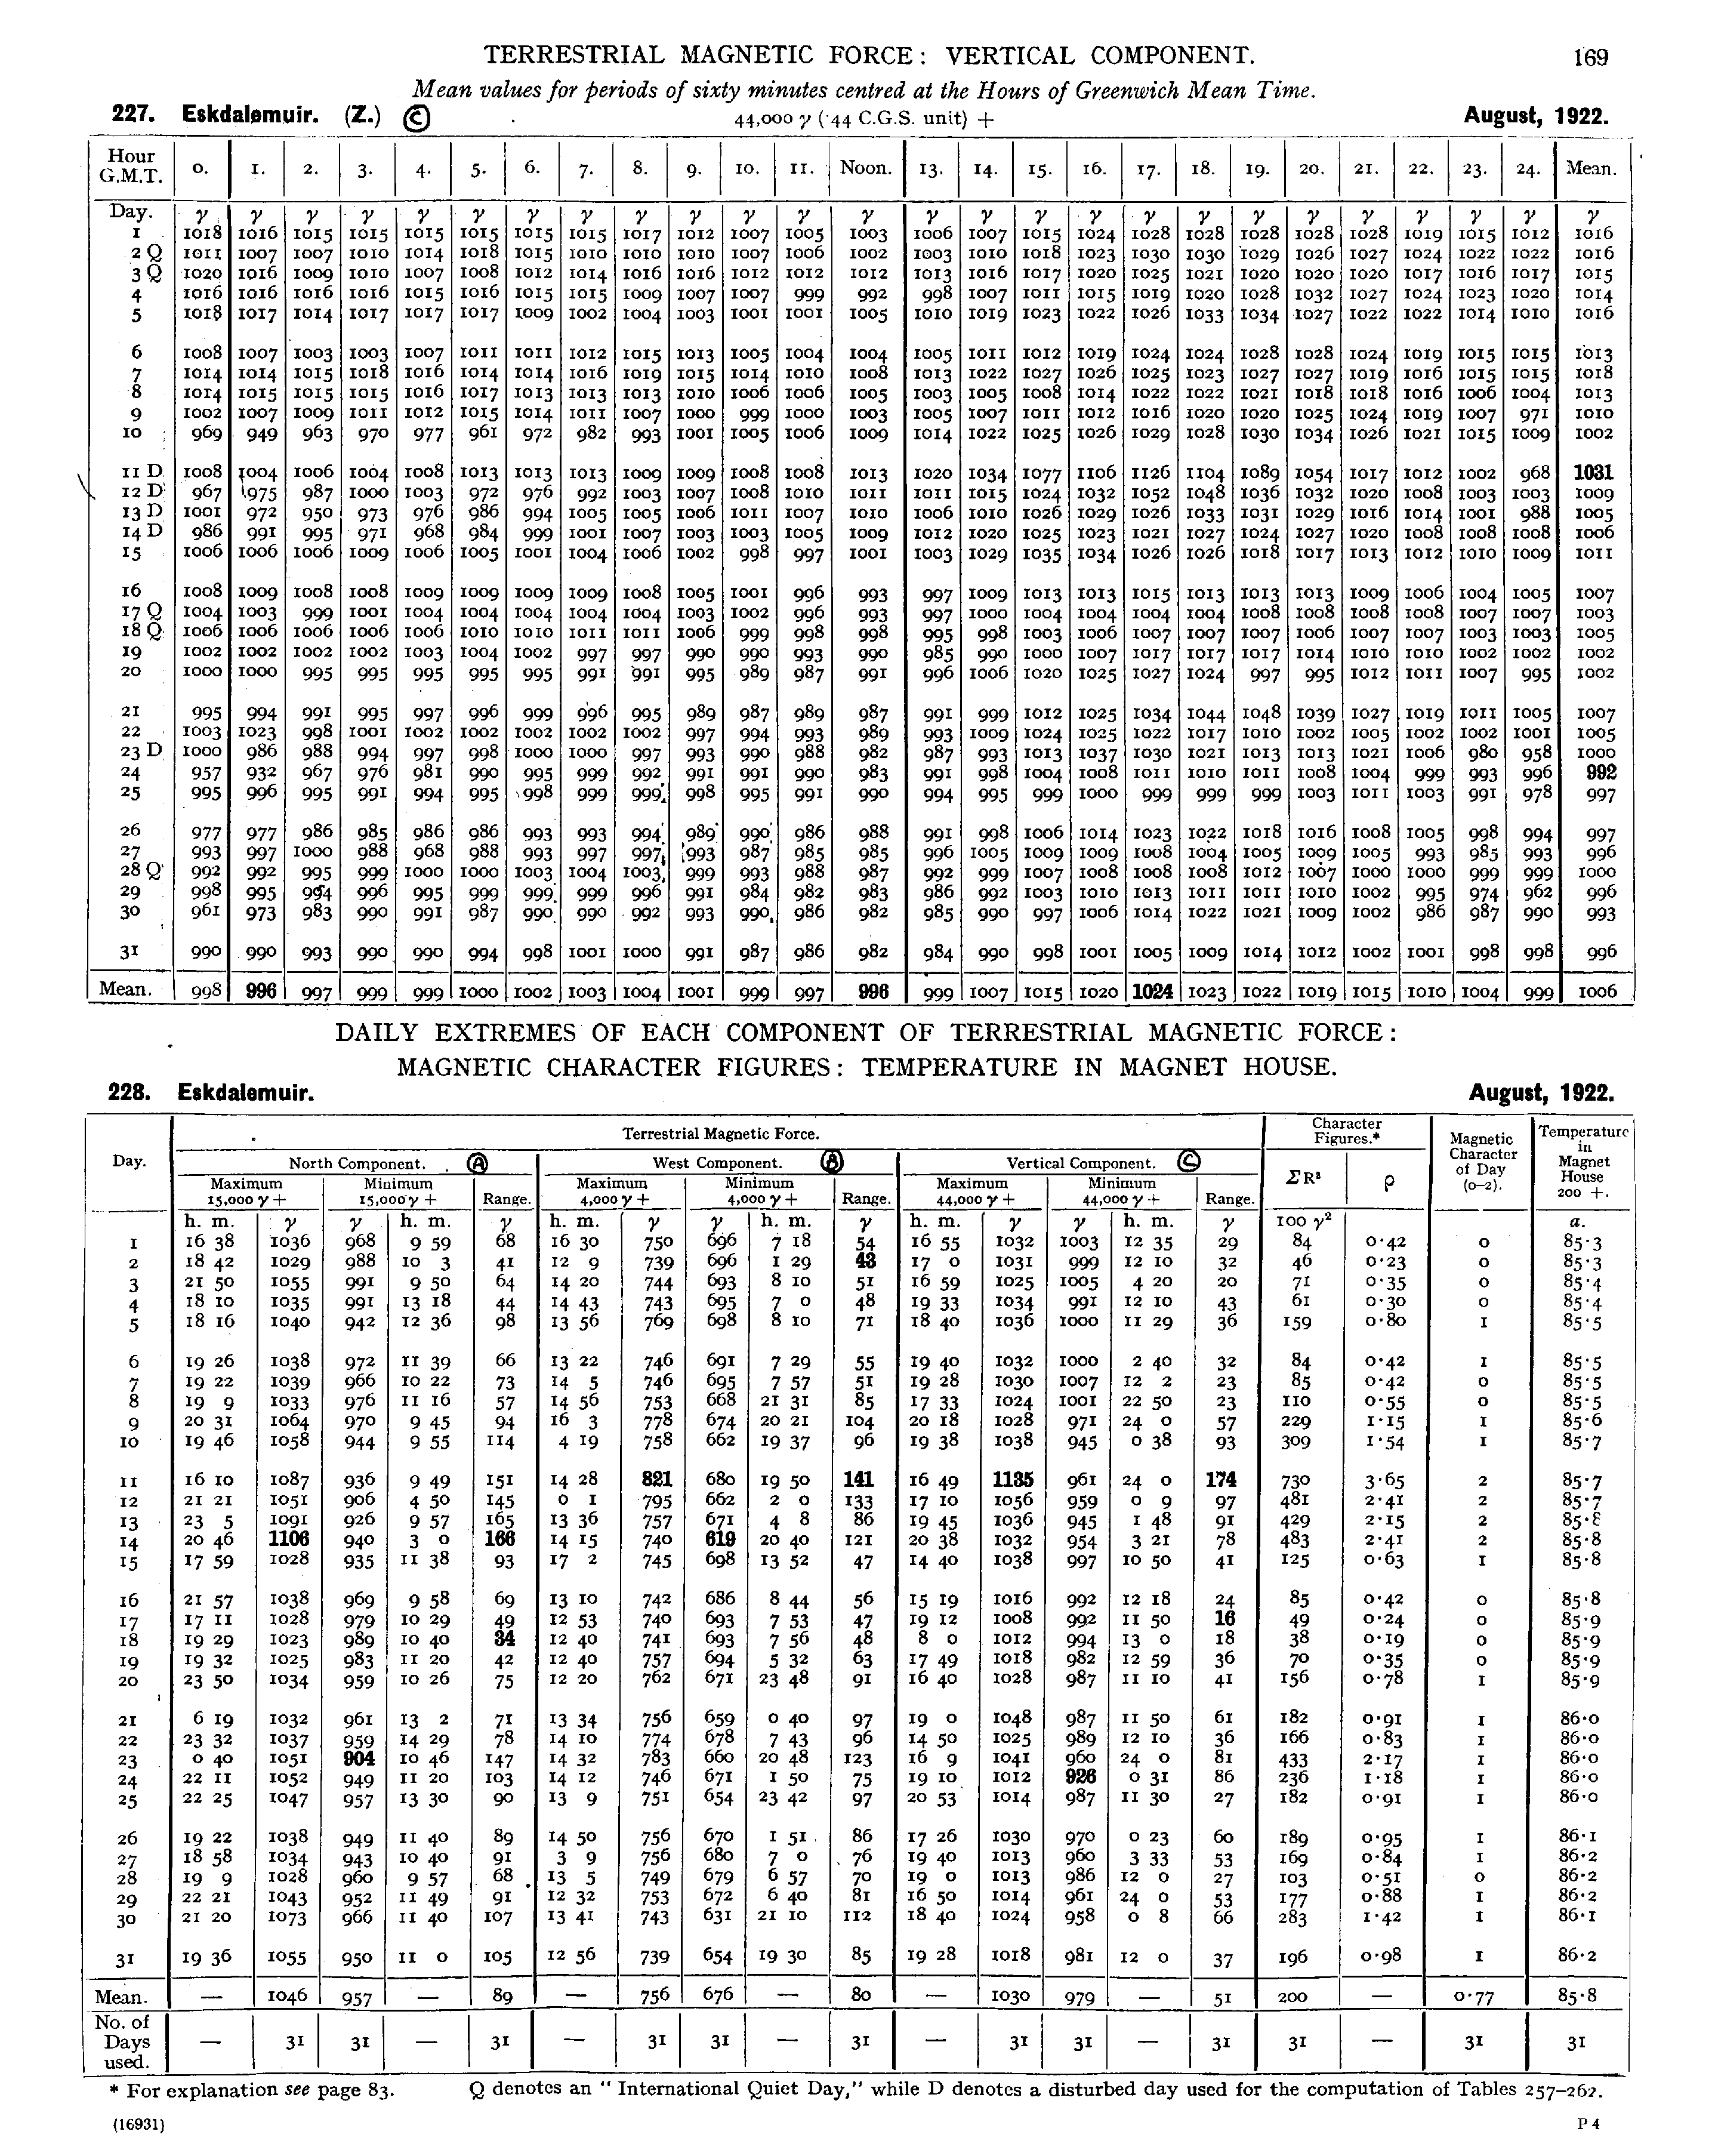 TERRESTRIAL MAGNETIC FORCE: VERTICAL COMPONENT. 169
Mean values for periods of sixty minutes centred at the Hours of Greenwich Mean Time.
227. Eskdalemuir. (Z.) Ⓒ 44,000 γ (·44 C.G.S. unit) + August, 1922.
Hour G.M.T. 0. 1. 2. 3. 4. 5. 6. 7. 8. 9. 10. 11. Noon. 13. 14. 15. 16. 17. 18. 19. 20. 21. 22. 23. 24. Mean.
Day. γ γ γ γ γ γ γ γ γ γ γ γ γ γ γ γ γ γ γ γ γ γ γ γ γ γ
1 1018 1016 1015 1015 1015 1015 1015 1015 1017 1012 1007 1005 1003 1006 1007 1015 1024 1028 1028 1028 1028 1028 1019 1015 1012 1016
2 Q 1011 1007 1007 1010 1014 1018 1015 1010 1010 1010 1007 1006 1002 1003 1010 1018 1023 1030 1030 1029 1026 1027 1024 1022 1022 1016
3 Q 1020 1016 1009 1010 1007 1008 1012 1014 1016 1016 1012 1012 1012 1013 1016 1017 1020 1025 1021 1020 1020 1020 1017 1016 1017 1015
4 1016 1016 1016 1016 1015 1016 1015 1015 1009 1007 1007 999 992 998 1007 1011 1015 1019 1020 1028 1032 1027 1024 1023 1020 1014
5 1018 1017 1014 1017 1017 1017 1009 1002 1004 1003 1001 1001 1005 1010 1019 1023 1022 1026 1033 1034 1027 1022 1022 1014 1010 1016
6 1008 1007 1003 1003 1007 1011 1011 1012 1015 1013 1005 1004 1004 1005 1011 1012 1019 1024 1024 1028 1028 1024 1019 1015 1015 1013
7 1014 1014 1015 1018 1016 1014 1014 1016 1019 1015 1014 1010 1008 1013 1022 1027 1026 1025 1023 1027 1027 1019 1016 1015 1015 1018
8 1014 1015 1015 1015 1016 1017 1013 1013 1013 1010 1006 1006 1005 1003 1005 1008 1014 1022 1022 1021 1018 1018 1016 1006 1004 1013
9 1002 1007 1009 1011 1012 1015 1014 1011 1007 1000 999 1000 1003 1005 1007 1011 1012 1016 1020 1020 1025 1024 1019 1007 971 1010
10 969 949 963 970 977 961 972 982 993 1001 1005 1006 1009 1014 1022 1025 1026 1029 1028 1030 1034 1026 1021 1015 1009 1002
11 D 1008 1004 1006 1004 1008 1013 1013 1013 1009 1009 1008 1008 1013 1020 1034 1077 1106 1126 1104 1089 1054 1017 1012 1002 968 1031
12 D 967 975 987 1000 1003 972 976 992 1003 1007 1008 1010 1011 1011 1015 1024 1032 1052 1048 1036 1032 1020 1008 1003 1003 1009
13 D 1001 972 950 973 976 986 994 1005 1005 1006 1011 1007 1010 1006 1010 1026 1029 1026 1033 1031 1029 1016 1014 1001 988 1005
14 D 986 991 995 971 968 984 999 1001 1007 1003 1003 1005 1009 1012 1020 1025 1023 1021 1027 1024 1027 1020 1008 1008 1008 1006
15 1006 1006 1006 1009 1006 1005 1001 1004 1006 1002 998 997 1001 1003 1029 1035 1034 1026 1026 1018 1017 1013 1012 1010 1009 1011
16 1008 1009 1008 1008 1009 1009 1009 1009 1008 1005 1001 996 993 997 1009 1013 1013 1015 1013 1013 1013 1009 1006 1004 1005 1007
17 Q 1004 1003 999 1001 1004 1004 1004 1004 1004 1003 1002 996 993 997 1000 1004 1004 1004 1004 1008 1008 1008 1008 1007 1007 1003
18 Q 1006 1006 1006 1006 1006 1010 1010 1011 1011 1006 999 998 998 995 998 1003 1006 1007 1007 1007 1006 1007 1007 1003 1003 1005
19 1002 1002 1002 1002 1003 1004 1002 997 997 990 990 993 990 985 990 1000 1007 1017 1017 1017 1014 1010 1010 1002 1002 1002
20 1000 1000 995 995 995 995 995 991 991 995 989 987 991 996 1006 1020 1025 1027 1024 997 995 1012 1011 1007 995 1002
21 995 994 991 995 997 996 999 996 995 989 987 989 987 991 999 1012 1025 1034 1044 1048 1039 1027 1019 1011 1005 1007
22 1003 1023 998 1001 1002 1002 1002 1002 1002 997 994 993 989 993 1009 1024 1025 1022 1017 1010 1002 1005 1002 1002 1001 1005
23 D 1000 986 988 994 997 998 1000 1000 997 993 990 988 982 987 993 1013 1037 1030 1021 1013 1013 1021 1006 980 958 1000
24 957 932 967 976 981 990 995 999 992 991 991 990 983 991 998 1004 1008 1011 1010 1011 1008 1004 999 993 996 992
25 995 996 995 991 994 995 998 999 999 998 995 991 990 994 995 999 1000 999 999 999 1003 1011 1003 991 978 997
26 977 977 986 985 986 986 993 993 994 989 990 986 988 991 998 1006 1014 1023 1022 1018 1016 1008 1005 998 994 997
27 993 997 1000 988 968 988 993 997 997 993 987 985 985 996 1005 1009 1009 1008 1004 1005 1009 1005 993 985 993 996
28 Q 992 992 995 999 1000 1000 1003 1004 1003 999 993 988 987 992 999 1007 1008 1008 1008 1012 1007 1000 1000 999 999 1000
29 998 995 994 996 995 999 999 999 996 991 984 982 983 986 992 1003 1010 1013 1011 1011 1010 1002 995 974 962 996
30 961 973 983 990 991 987 990 990 992 993 990 986 982 985 990 997 1006 1014 1022 1021 1009 1002 986 987 990 993
31 990 990 993 990 990 994 998 1001 1000 991 987 986 982 984 990 998 1001 1005 1009 1014 1012 1002 1001 998 998 996
Mean. 998 996 997 999 999 1000 1002 1003 1004 1001 999 997 996 999 1007 1015 1020 1024 1023 1022 1019 1015 1010 1004 999 1006
DAILY EXTREMES OF EACH COMPONENT OF TERRESTRIAL MAGNETIC FORCE:
MAGNETIC CHARACTER FIGURES: TEMPERATURE IN MAGNET HOUSE.
228. Eskdalemuir. August, 1922.
Day. Terrestrial Magnetic Force. Character Figures.* Magnetic Character of Day (0–2). Temperature in Magnet House 200 +.
North Component. Ⓐ West Component. Ⓑ Vertical Component. Ⓒ ΣR² ρ
Maximum 15,000 γ + Minimum 15,000 γ + Range. Maximum 4,000 γ + Minimum 4,000 γ + Range. Maximum 44,000 γ + Minimum 44,000 γ + Range.
h. m. γ γ h. m. γ h. m. γ γ h. m. γ h. m. γ γ h. m. γ 100 γ² a.
1 16 38 1036 968 9 59 68 16 30 750 696 7 18 54 16 55 1032 1003 12 35 29 84 0·42 0 85·3
2 18 42 1029 988 10 3 41 12 9 739 696 1 29 43 17 0 1031 999 12 10 32 46 0·23 0 85·3
3 21 50 1055 991 9 50 64 14 20 744 693 8 10 51 16 59 1025 1005 4 20 20 71 0·35 0 85·4
4 18 10 1035 991 13 18 44 14 43 743 695 7 0 48 19 33 1034 991 12 10 43 61 0·30 0 85·4
5 18 16 1040 942 12 36 98 13 56 769 698 8 10 71 18 40 1036 1000 11 29 36 159 0·80 1 85·5
6 19 26 1038 972 11 39 66 13 22 746 691 7 29 55 19 40 1032 1000 2 40 32 84 0·42 1 85·5
7 19 22 1039 966 10 22 73 14 5 746 695 7 57 51 19 28 1030 1007 12 2 23 85 0·42 0 85·5
8 19 9 1033 976 11 16 57 14 56 753 668 21 31 85 17 33 1024 1001 22 50 23 110 0·55 0 85·5
9 20 31 1064 970 9 45 94 16 3 778 674 20 21 104 20 18 1028 971 24 0 57 229 1·15 1 85·6
10 19 46 1058 944 9 55 114 4 19 758 662 19 37 96 19 38 1038 945 0 38 93 309 1·54 1 85·7
11 16 10 1087 936 9 49 151 14 28 821 680 19 50 141 16 49 1135 961 24 0 174 730 3·65 2 85·7
12 21 21 1051 906 4 50 145 0 1 795 662 2 0 133 17 10 1056 959 0 9 97 481 2·41 2 85·7
13 23 5 1091 926 9 57 165 13 36 757 671 4 8 86 19 45 1036 945 1 48 91 429 2·15 2 85·8
14 20 46 1106 940 3 0 166 14 15 740 619 20 40 121 20 38 1032 954 3 21 78 483 2·41 2 85·8
15 17 59 1028 935 11 38 93 17 2 745 698 13 52 47 14 40 1038 997 10 50 41 125 0·63 1 85·8
16 21 57 1038 969 9 58 69 13 10 742 686 8 44 56 15 19 1016 992 12 18 24 85 0·42 0 85·8
17 17 11 1028 979 10 29 49 12 53 740 693 7 53 47 19 12 1008 992 11 50 16 49 0·24 0 85·9
18 19 29 1023 989 10 40 34 12 40 741 693 7 56 48 8 0 1012 994 13 0 18 38 0·19 0 85·9
19 19 32 1025 983 11 20 42 12 40 757 694 5 32 63 17 49 1018 982 12 59 36 70 0·35 0 85·9
20 23 50 1034 959 10 26 75 12 20 762 671 23 48 91 16 40 1028 987 11 10 41 156 0·78 1 85·9
21 6 19 1032 961 13 2 71 13 34 756 659 0 40 97 19 0 1048 987 11 50 61 182 0·91 1 86·0
22 23 32 1037 959 14 29 78 14 10 774 678 7 43 96 14 50 1025 989 12 10 36 166 0·83 1 86·0
23 0 40 1051 904 10 46 147 14 32 783 660 20 48 123 16 9 1041 960 24 0 81 433 2·17 1 86·0
24 22 11 1052 949 11 20 103 14 12 746 671 1 50 75 19 10 1012 926 0 31 86 236 1·18 1 86·0
25 22 25 1047 957 13 30 90 13 9 751 654 23 42 97 20 53 1014 987 11 30 27 182 0·91 1 86·0
26 19 22 1038 949 11 40 89 14 50 756 670 1 51 86 17 26 1030 970 0 23 60 189 0·95 1 86·1
27 18 58 1034 943 10 40 91 3 9 756 680 7 0 76 19 40 1013 960 3 33 53 169 0·84 1 86·2
28 19 9 1028 960 9 57 68 13 5 749 679 6 57 70 19 0 1013 986 12 0 27 103 0·51 0 86·2
29 22 21 1043 952 11 49 91 12 32 753 672 6 40 81 16 50 1014 961 24 0 53 177 0·88 1 86·2
30 21 20 1073 966 11 40 107 13 41 743 631 21 10 112 18 40 1024 958 0 8 66 283 1·42 1 86·1
31 19 36 1055 950 11 0 105 12 56 739 654 19 30 85 19 28 1018 981 12 0 37 196 0·98 1 86·2
Mean. — 1046 957 — 89 — 756 676 — 80 — 1030 979 — 51 200 — 0·77 85·8
No. of Days used. — 31 31 — 31 — 31 31 — 31 — 31 31 — 31 31 — 31 31
* For explanation see page 83. Q denotes an “ International Quiet Day,” while D denotes a disturbed day used for the computation of Tables 257–262.
(16931) P 4